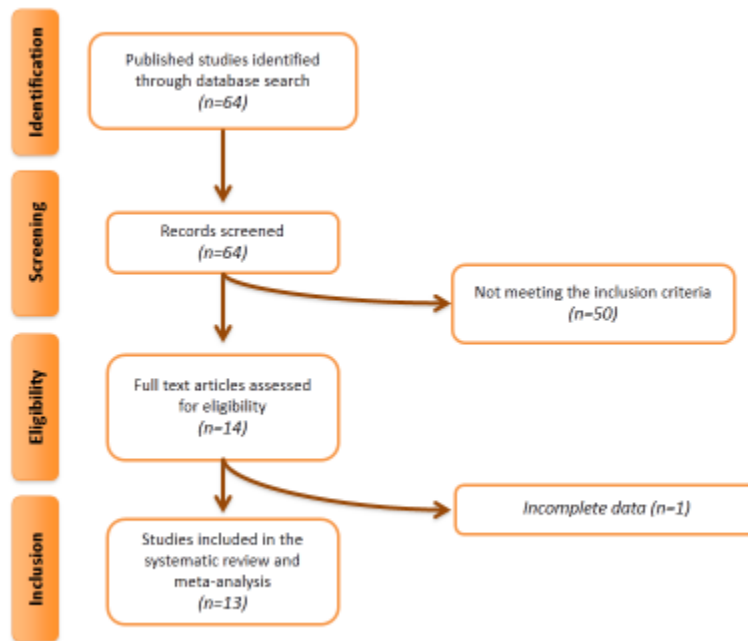 Identification
Published studies identified
through database search
(n=64)
Screening
Records screened
(n=64)
Not meeting the inclusion criteria
(n=50)
Eligibility
Full text articles assessed
for eligibility
(n=14)
Incomplete data (n=1)
Inclusion
Studies included in the
systematic review and
meta-analysis
(n=13)